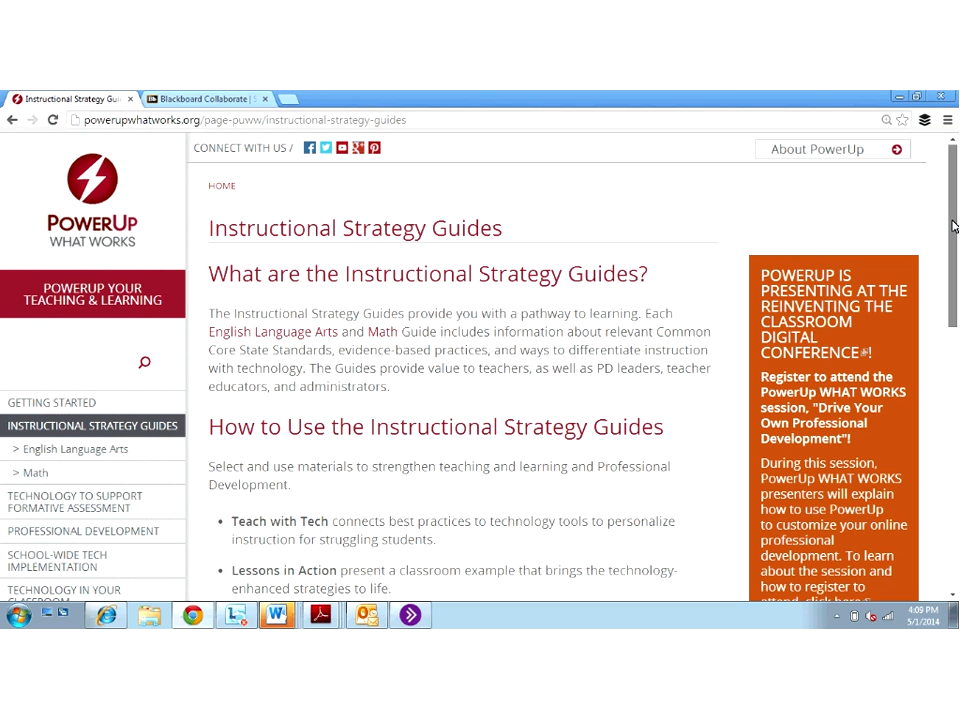 Instructional Strategy Gu
Blackboard Collaborate |
powerupwhatworks.org/page-puww/instructional-strategy-guides
CONNECT WITH US /
About PowerUp
POWERUP
WHAT WORKS
POWERUP YOUR
TEACHING & LEARNING
GETTING STARTED
INSTRUCTIONAL STRATEGY GUIDES
> English Language Arts
> Math
TECHNOLOGY TO SUPPORT
FORMATIVE ASSESSMENT
PROFESSIONAL DEVELOPMENT
SCHOOL-WIDE TECH
IMPLEMENTATION
TECHNOLOGY IN YOUR
CLASSROOM
HOME
Instructional Strategy Guides
What are the Instructional Strategy Guides?
The Instructional Strategy Guides provide you with a pathway to learning. Each
English Language Arts and Math Guide includes information about relevant Common
Core State Standards, evidence-based practices, and ways to differentiate instruction
with technology. The Guides provide value to teachers, as well as PD leaders, teacher
educators, and administrators.
How to Use the Instructional Strategy Guides
Select and use materials to strengthen teaching and learning and Professional
Development.
• Teach with Tech connects best practices to technology tools to personalize
instruction for struggling students.
• Lessons in Action present a classroom example that brings the technology-
enhanced strategies to life.
POWERUP IS
PRESENTING AT THE
REINVENTING THE
CLASSROOM
DIGITAL
CONFERENCE!
Register to attend the
PowerUp WHAT WORKS
session, "Drive Your
Own Professional
Development"!
During this session,
PowerUp WHAT WORKS
presenters will explain
how to use PowerUp
to customize your online
professional
development. To learn
about the session and
how to register to
attend, click here
4:09 PM
5/1/2014